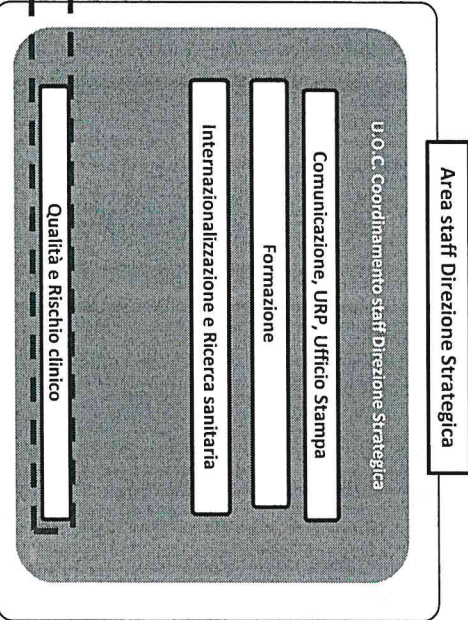 Area staff Direzione Strategica
U.O.C. Coordinamento staff Direzione Strategica
Comunicazione, URP, Ufficio Stampa
Formazione
Internazionalizzazione e Ricerca sanitaria
Qualità e Rischio clinico